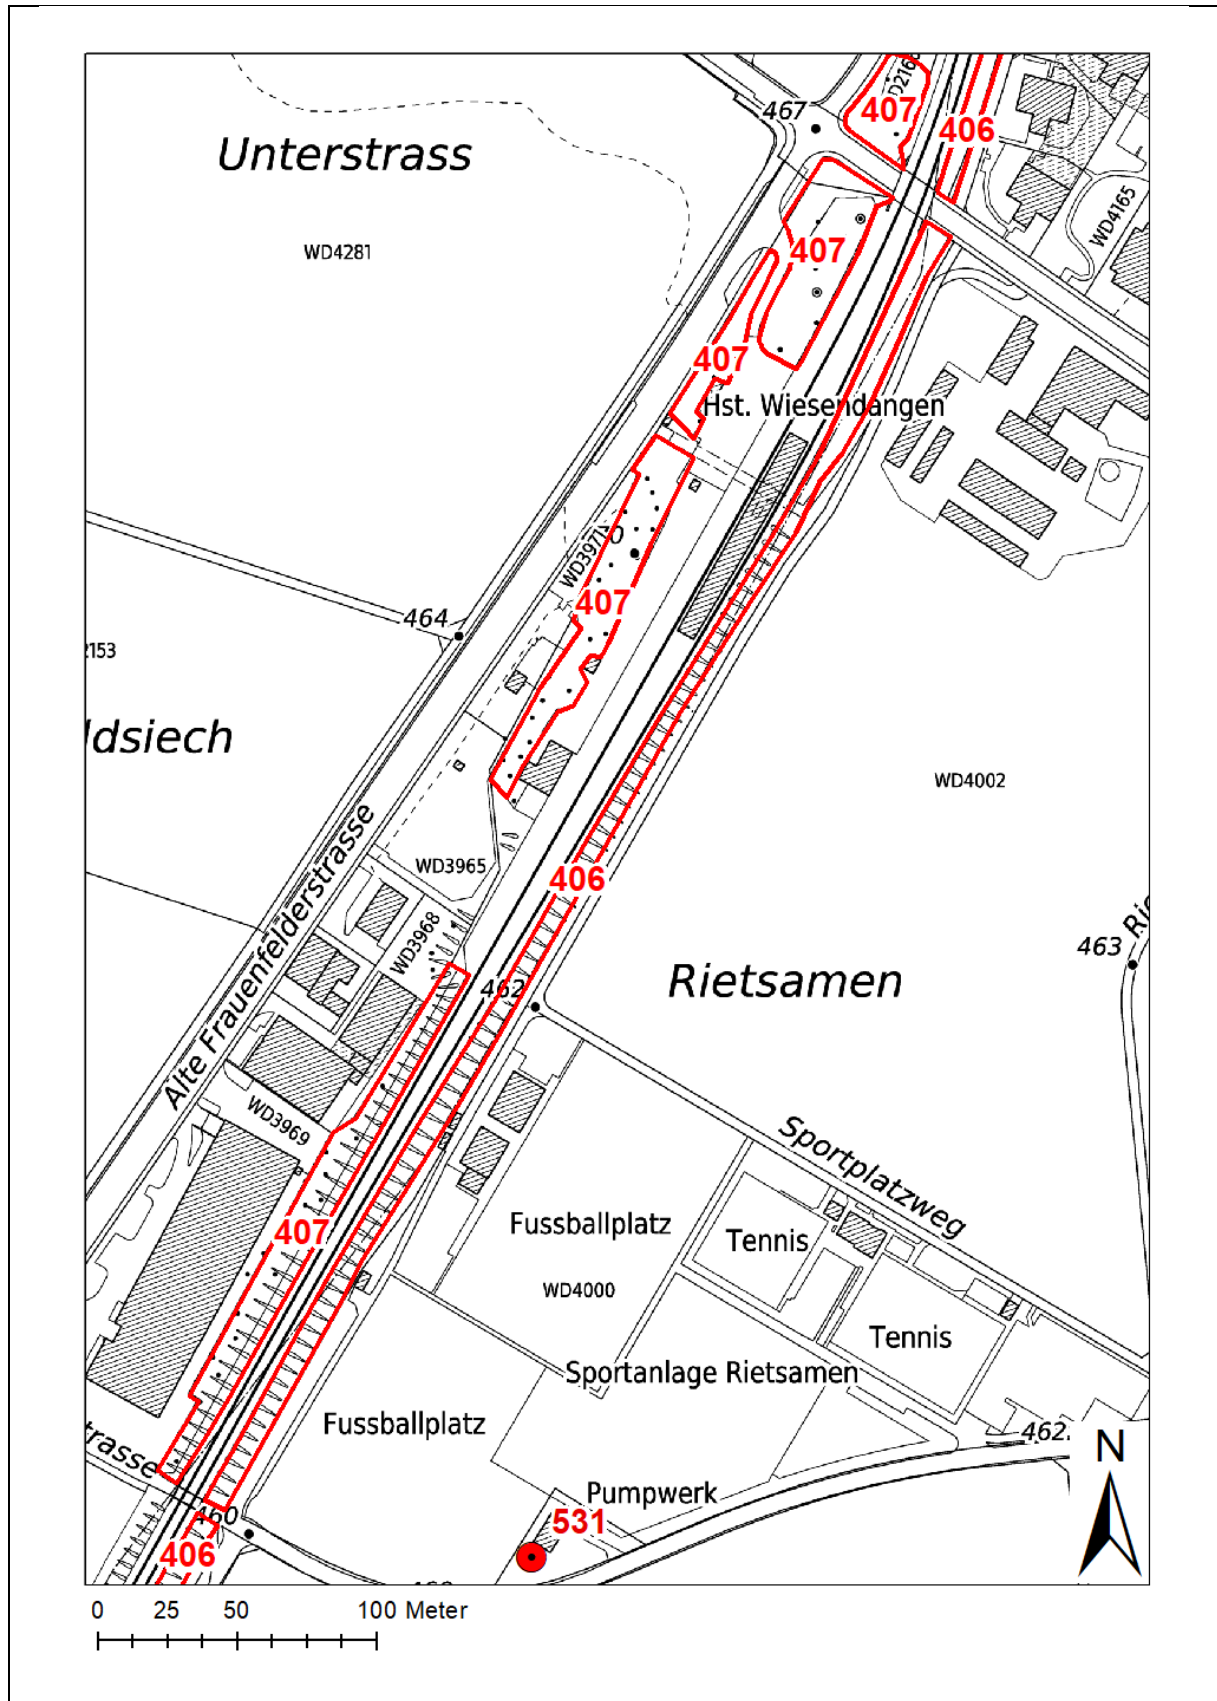 467
407
406
Unterstrass
WD4165
WD4281
407
407
Hst. Wiesendangen
WD3971
407
464
2153
ldsiech
WD4002
Alte Frauenfelderstrasse
WD3965
406
WD3968
463
Rietsamen
462
WD3969
Sportplatzweg
407
Fussballplatz
Tennis
WD4000
Tennis
Sportanlage Rietsamen
Fussballplatz
462
trasse
N
Pumpwerk
460
531
406
0 25 50 100 Meter